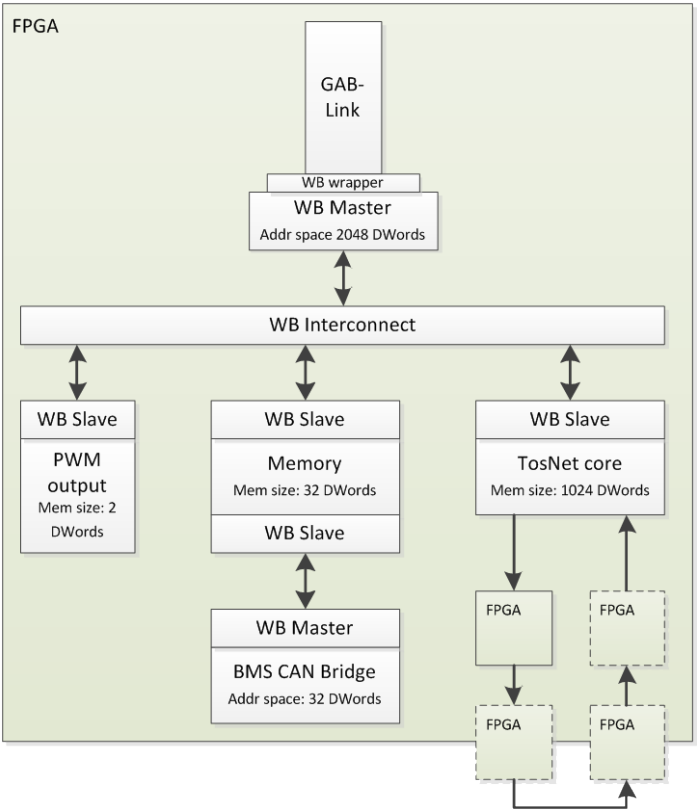 FPGA
GAB-
Link
WB wrapper
WB Master
Addr space 2048 DWords
WB Interconnect
WB Slave
PWM
output
Mem size: 2
DWords
WB Slave
Memory
Mem size: 32 DWords
WB Slave
WB Master
BMS CAN Bridge
Addr space: 32 DWords
WB Slave
TosNet core
Mem size: 1024 DWords
FPGA
FPGA
FPGA
FPGA